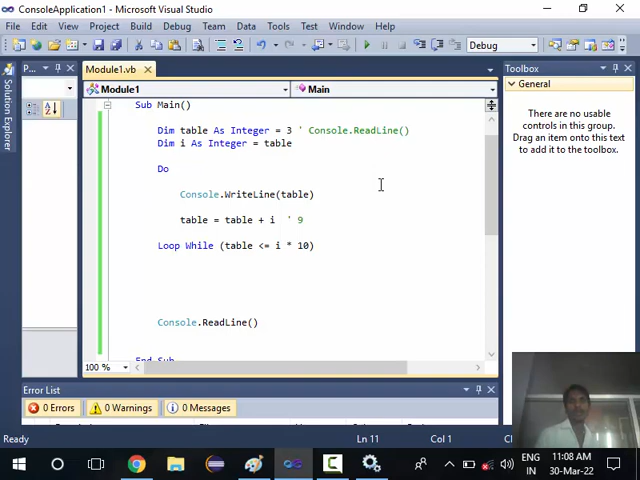 ConsoleApplication1 - Microsoft Visual Studio
File Edit View Project Build Debug Team Data Tools Test Window Help
Debug
P...
Module1.vb
Toolbox
Solution Explorer
Module1 Main
General
There are no usable
controls in this group.
Drag an item onto this text
to add it to the toolbox.
Sub Main()
Dim table As Integer = 3 ' Console.ReadLine()
Dim i As Integer = table
Do
Console.WriteLine(table)
table = table + i ' 9
Loop While (table <= i * 10)
Console.ReadLine()
End Sub
100 %
Error List
0 Errors 0 Warnings 0 Messages
Ready Ln 11 Col 1
ENG 11:08 AM
IN 30-Mar-22